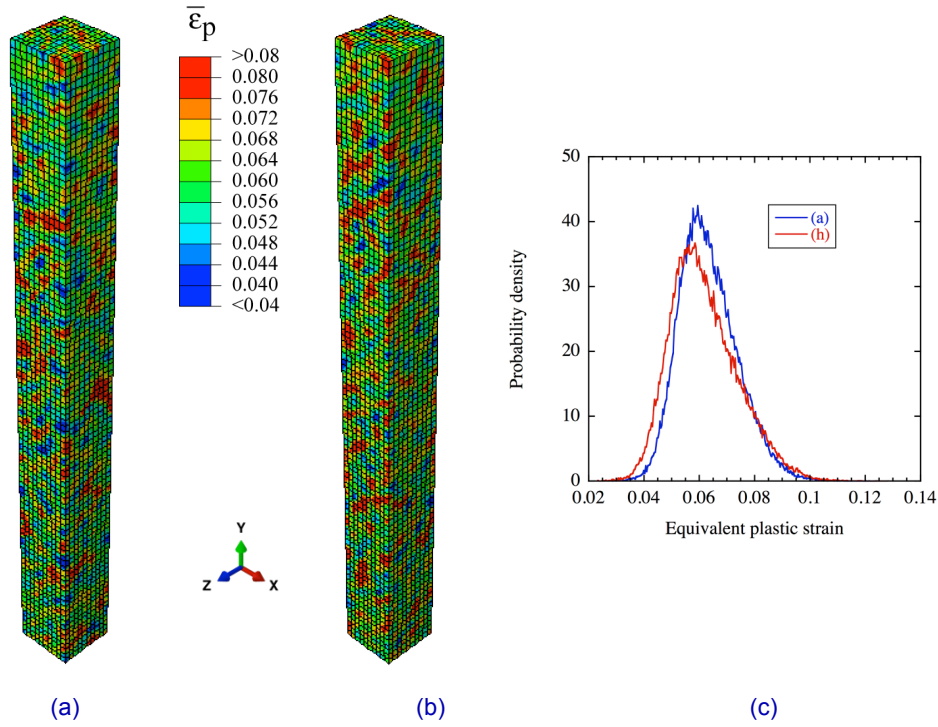 ε̅p
>0.08
0.080
0.076
0.072
0.068
0.064
0.060
0.056
0.052
0.048
0.044
0.040
<0.04
Y
Z
X
50
40
30
20
10
0
Probability density
(a)
(h)
0.02
0.04
0.06
0.08
0.1
0.12
0.14
Equivalent plastic strain
(a)
(b)
(c)